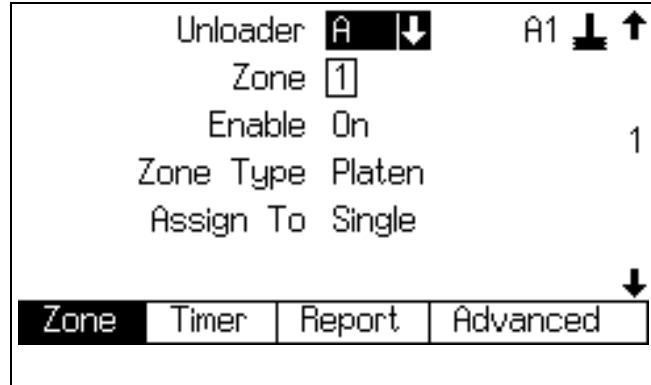 Unloader A A1
Zone 1
Enable On
1
Zone Type Platen
Assign To Single
Zone Timer Report Advanced